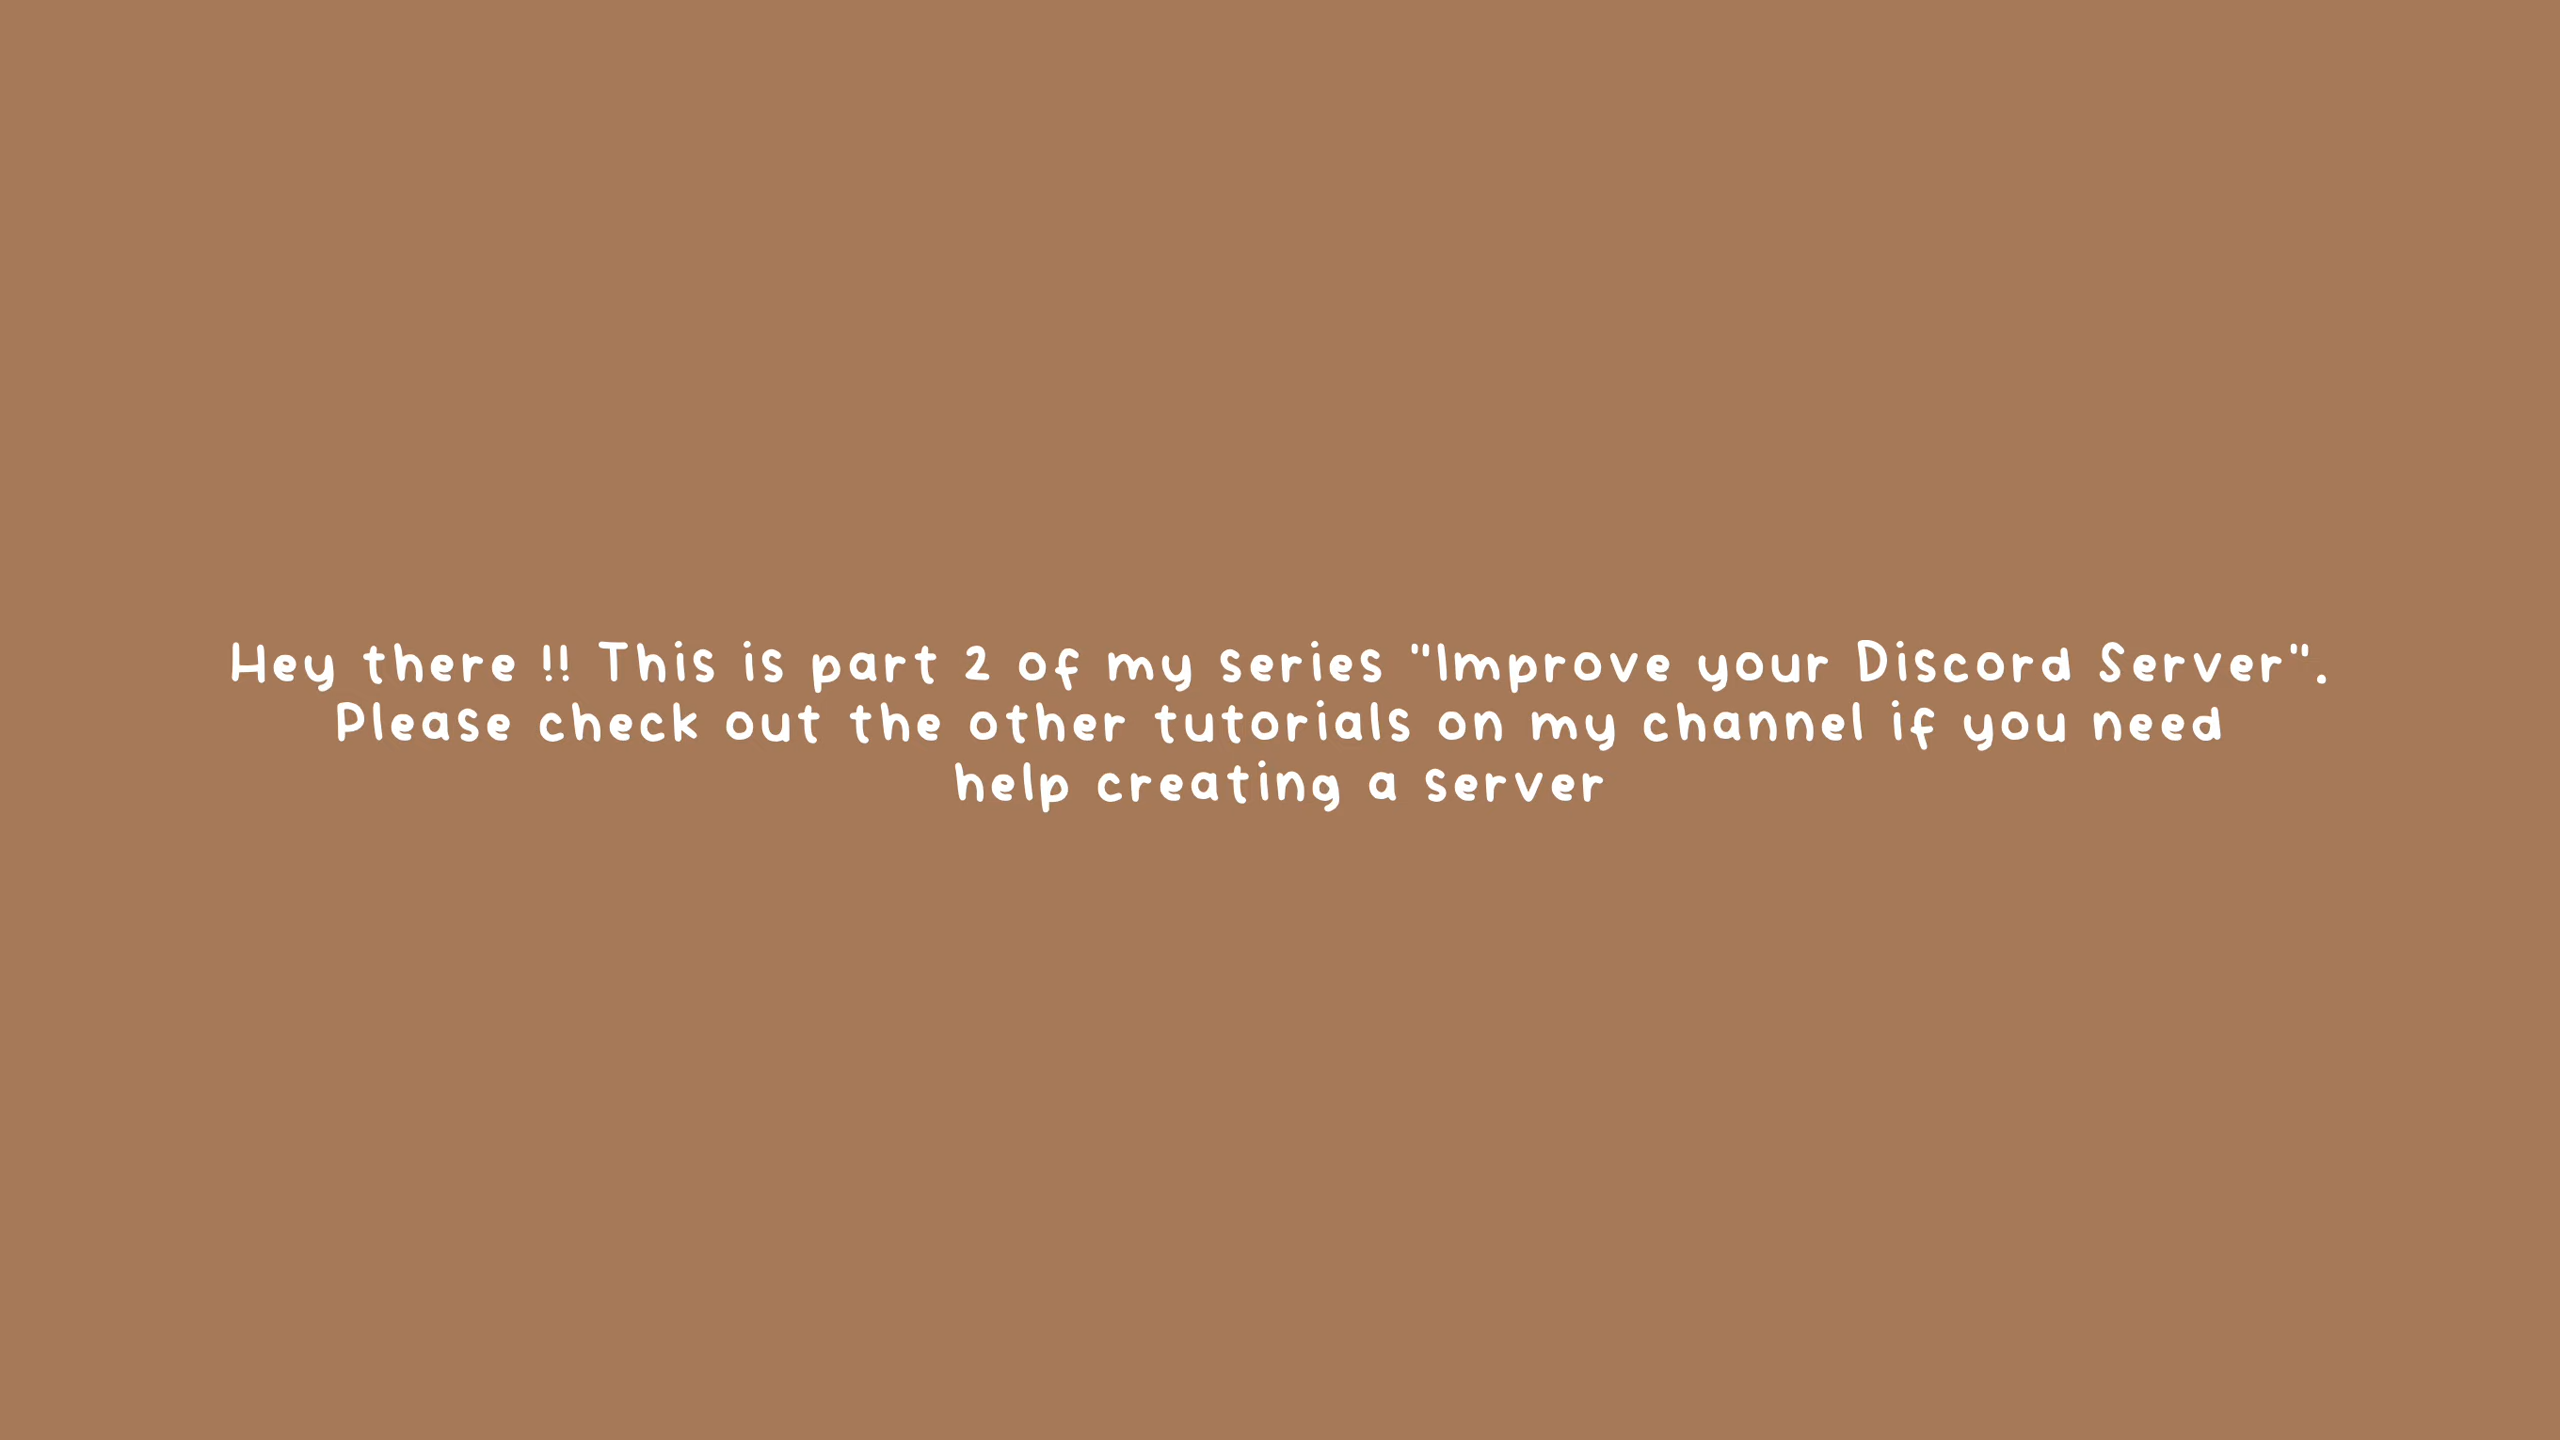 Hey there !! This is part 2 of my series "Improve your Discord Server".
Please check out the other tutorials on my channel if you need
help creating a server